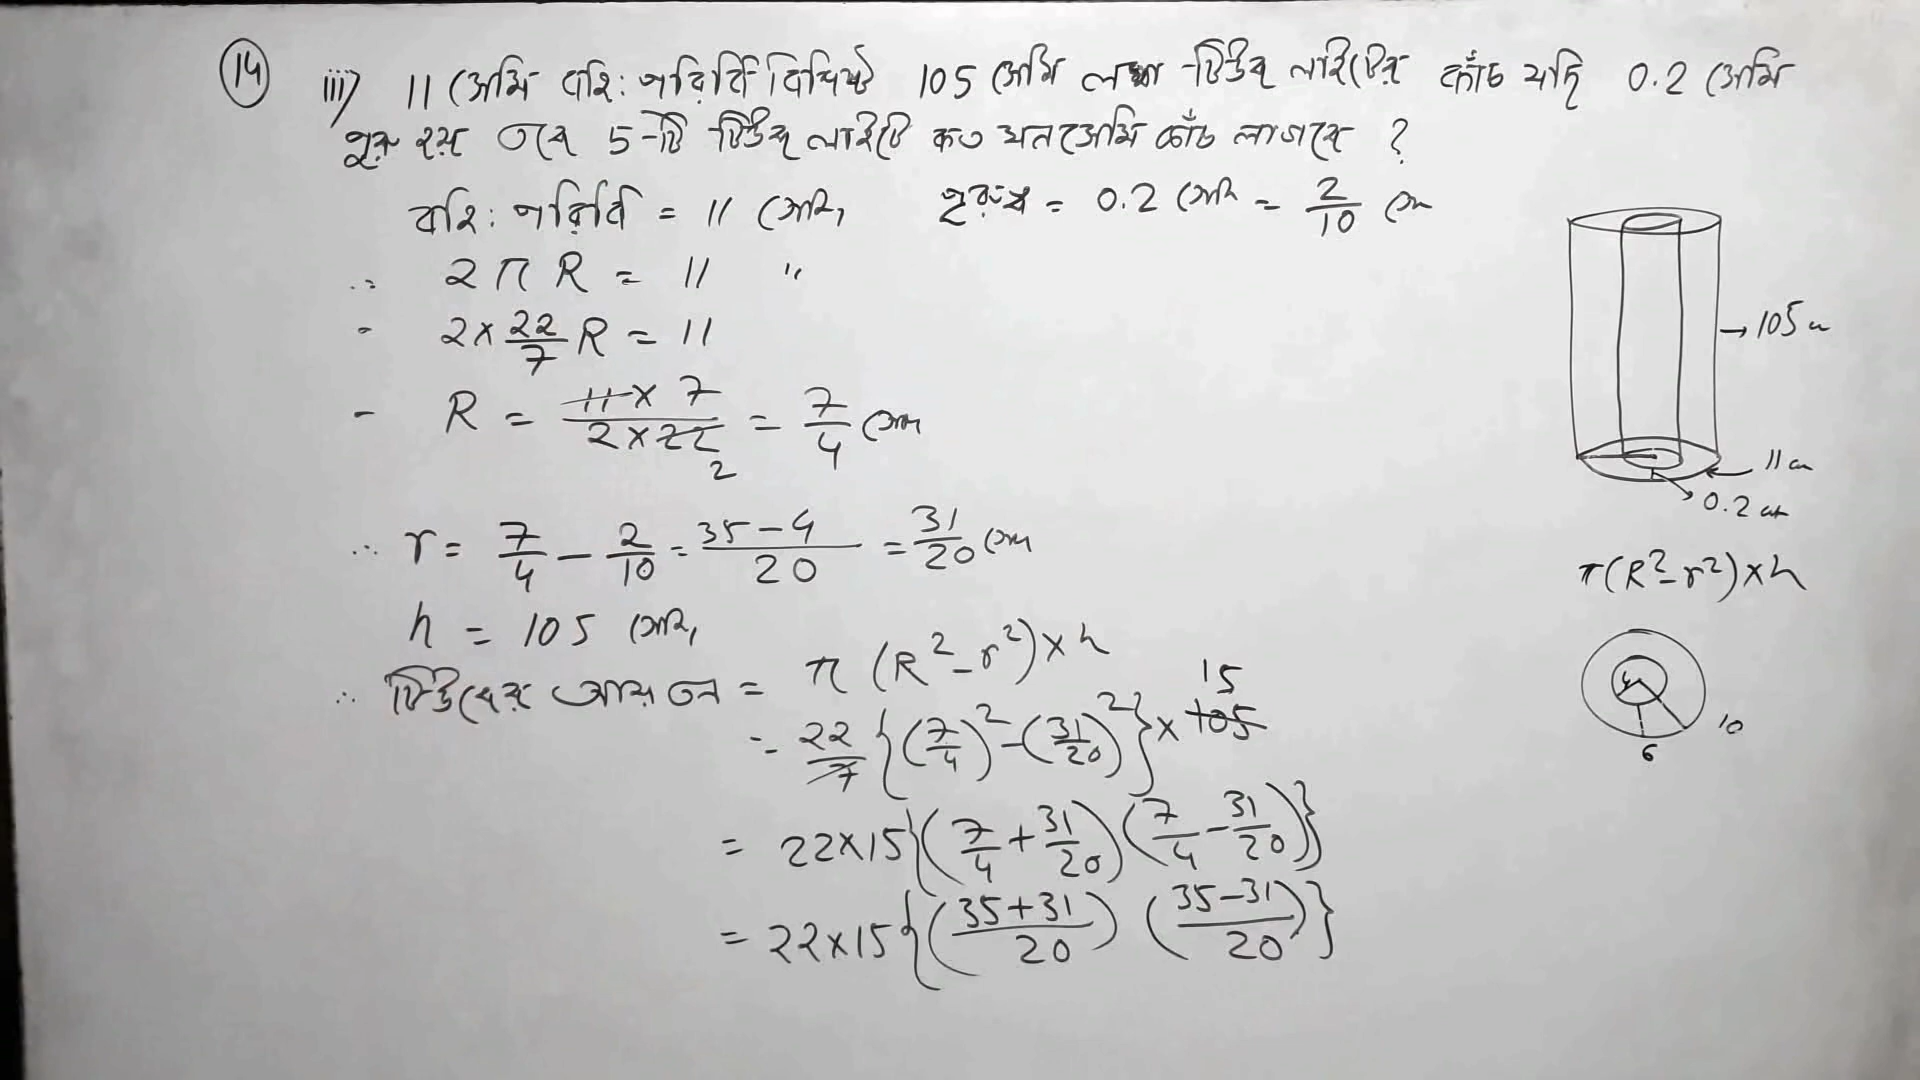 14
iii) 11 সেমি বহিঃ পরিধি বিশিষ্ট 105 সেমি লম্বা টিউব লাইটের কাঁচ যদি 0.2 সেমি
পুরু হয় তবে 5-টি টিউব লাইটে কত ঘনসেমি কাঁচ লাগবে ?
বহিঃ পরিধি = 11 সেমি, পুরুত্ব = 0.2 সেমি = 2/10 সেমি
∴ 2 π R = 11 "
- 2 × 22/7 R = 11
- R = 11 × 7 / 2 × 22 2 = 7/4 সেমি
∴ r = 7/4 - 2/10 = 35 - 4 / 20 = 31/20 সেমি
h = 105 সেমি,
∴ টিউবের আয়তন = π (R² - r²) × h
= 22/7 {(7/4)² - (31/20)²} × 105 15
= 22×15 {(7/4 + 31/20) (7/4 - 31/20)}
= 22×15 {(35+31 / 20) (35-31 / 20)}
→ 105 cm
11 cm
0.2 cm
π(R² - r²) × h
4
10
6